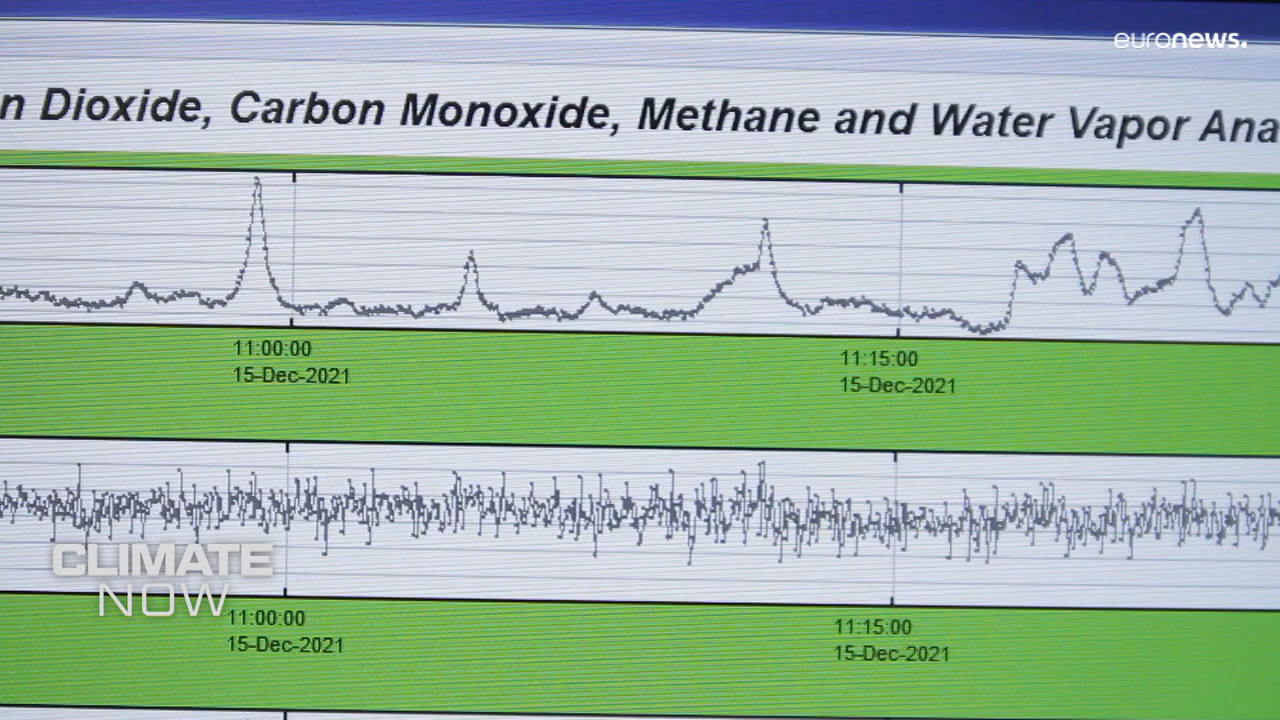 euronews.
n Dioxide, Carbon Monoxide, Methane and Water Vapor Ana
11:00:00
15-Dec-2021
11:15:00
15-Dec-2021
CLIMATE
NOW
11:00:00
15-Dec-2021
11:15:00
15-Dec-2021